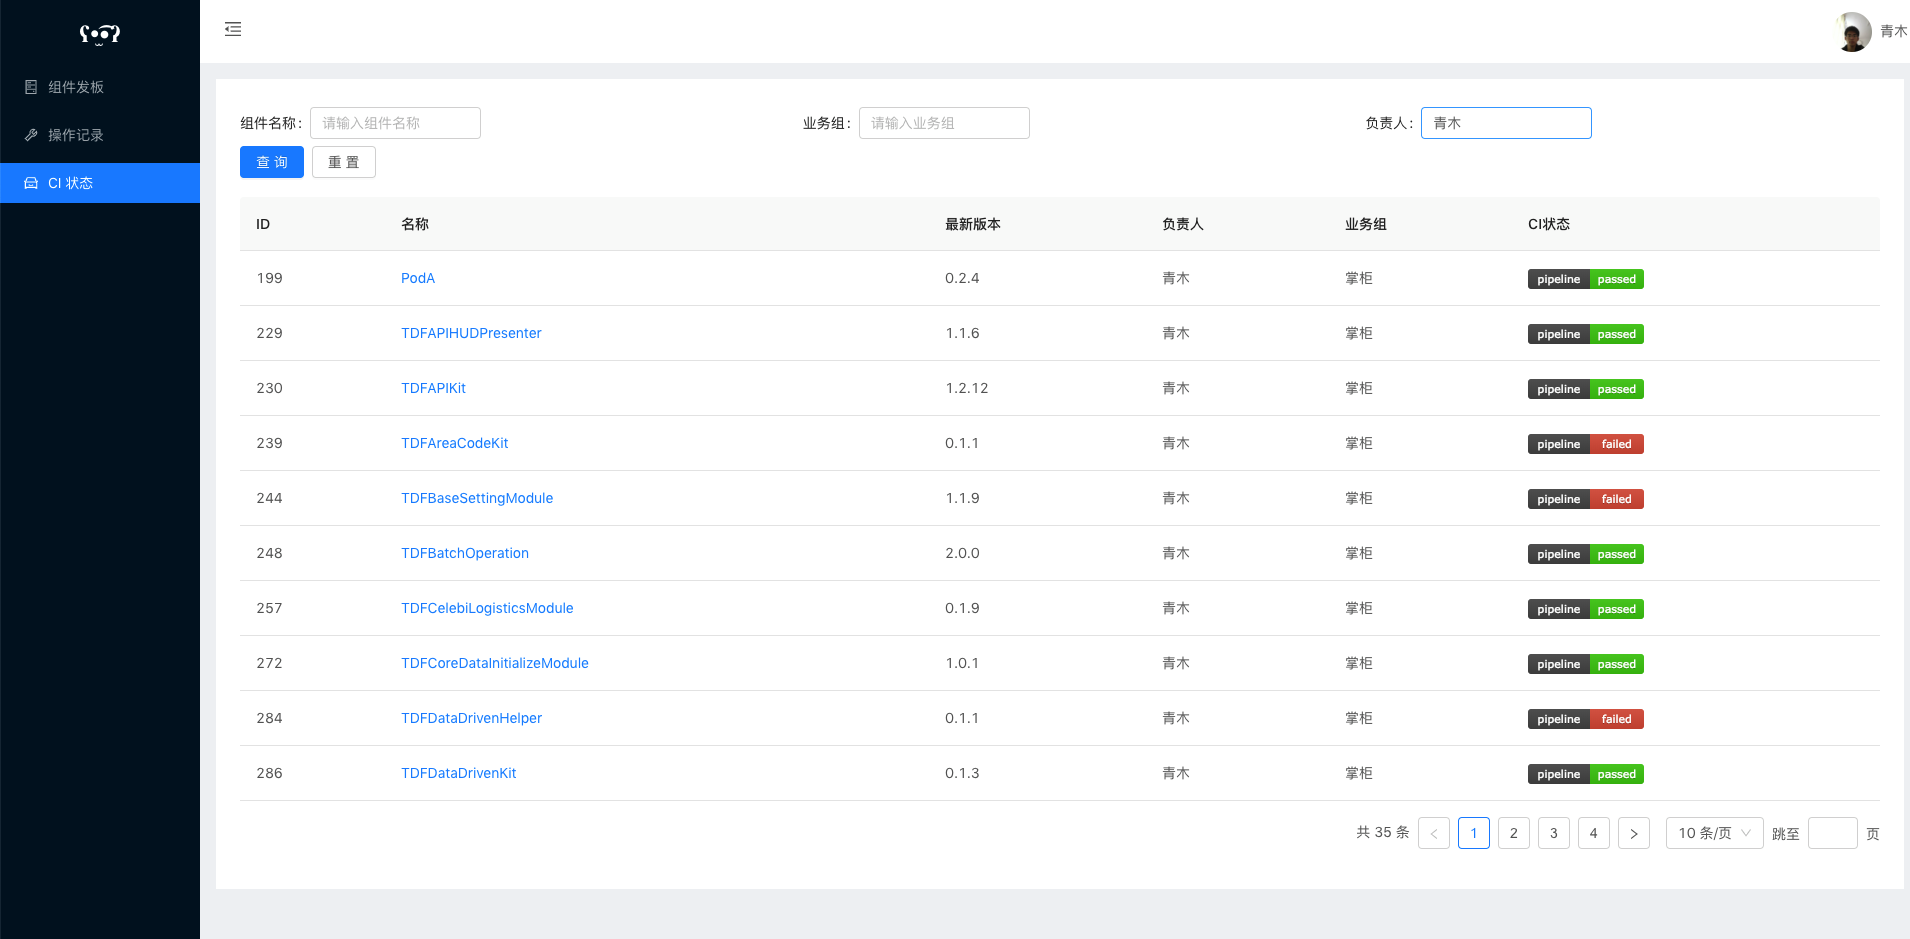 青木
组件发板
操作记录
CI 状态
组件名称： 请输入组件名称 业务组： 请输入业务组 负责人： 青木
查 询 重 置
ID 名称 最新版本 负责人 业务组 CI状态
199 PodA 0.2.4 青木 掌柜 pipeline passed
229 TDFAPIHUDPresenter 1.1.6 青木 掌柜 pipeline passed
230 TDFAPIKit 1.2.12 青木 掌柜 pipeline passed
239 TDFAreaCodeKit 0.1.1 青木 掌柜 pipeline failed
244 TDFBaseSettingModule 1.1.9 青木 掌柜 pipeline failed
248 TDFBatchOperation 2.0.0 青木 掌柜 pipeline passed
257 TDFCelebiLogisticsModule 0.1.9 青木 掌柜 pipeline passed
272 TDFCoreDataInitializeModule 1.0.1 青木 掌柜 pipeline passed
284 TDFDataDrivenHelper 0.1.1 青木 掌柜 pipeline failed
286 TDFDataDrivenKit 0.1.3 青木 掌柜 pipeline passed
共 35 条 < 1 2 3 4 > 10 条/页 跳至 页